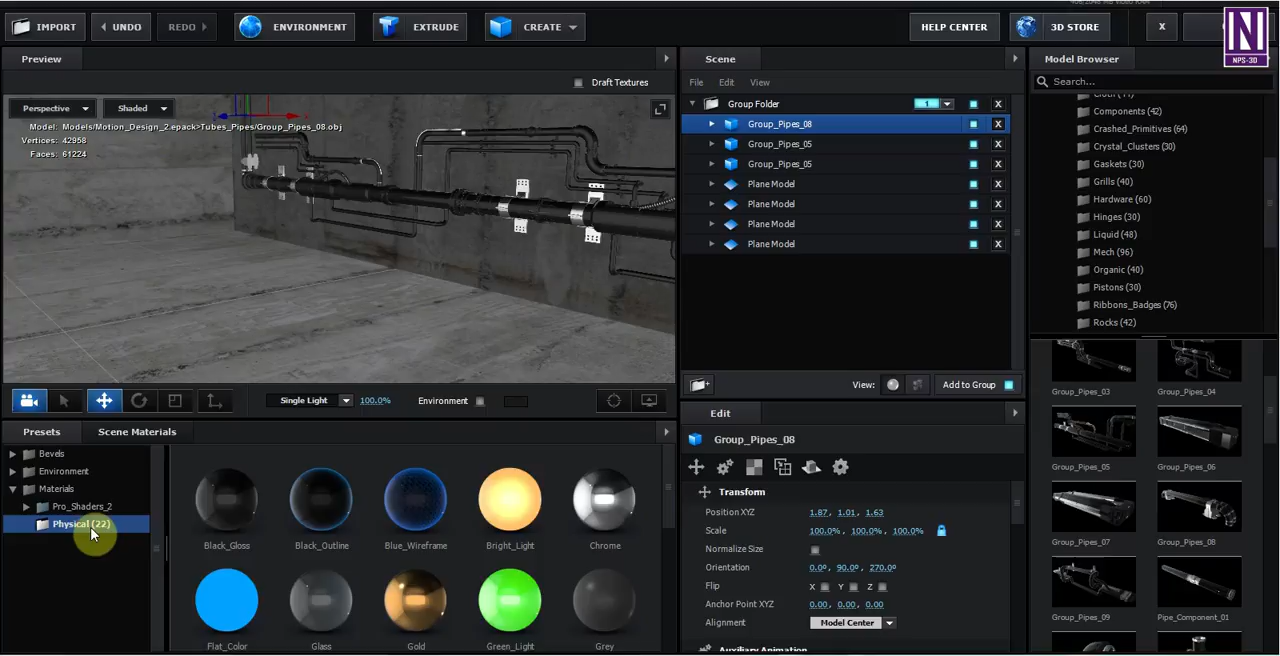 IMPORT
UNDO
REDO
ENVIRONMENT
EXTRUDE
CREATE
HELP CENTER
3D STORE
X
NPS-3D
Preview
Draft Textures
Perspective
Shaded
Model: Models/Motion_Design_2.epack>Tubes_Pipes/Group_Pipes_08.obj
Vertices: 42958
Faces: 61224
Single Light
100.0%
Environment
Scene
File Edit View
Group Folder 1 X
Group_Pipes_08 X
Group_Pipes_05 X
Group_Pipes_05 X
Plane Model X
Plane Model X
Plane Model X
Plane Model X
View:
Add to Group
Model Browser
Search...
Components (42)
Crashed_Primitives (64)
Crystal_Clusters (30)
Gaskets (30)
Grills (40)
Hardware (60)
Hinges (30)
Liquid (48)
Mech (96)
Organic (40)
Pistons (30)
Ribbons_Badges (76)
Rocks (42)
Group_Pipes_03 Group_Pipes_04
Group_Pipes_05 Group_Pipes_06
Group_Pipes_07 Group_Pipes_08
Group_Pipes_09 Pipe_Component_01
Presets Scene Materials
Bevels
Environment
Materials
Pro_Shaders_2
Physical (22)
Black_Gloss Black_Outline Blue_Wireframe Bright_Light Chrome
Flat_Color Glass Gold Green_Light Grey
Edit
Group_Pipes_08
Transform
Position XYZ 1.87, 1.01, 1.63
Scale 100.0%, 100.0%, 100.0%
Normalize Size
Orientation 0.0º, 90.0º, 270.0º
Flip X Y Z
Anchor Point XYZ 0.00, 0.00, 0.00
Alignment Model Center
Auxiliary Animation